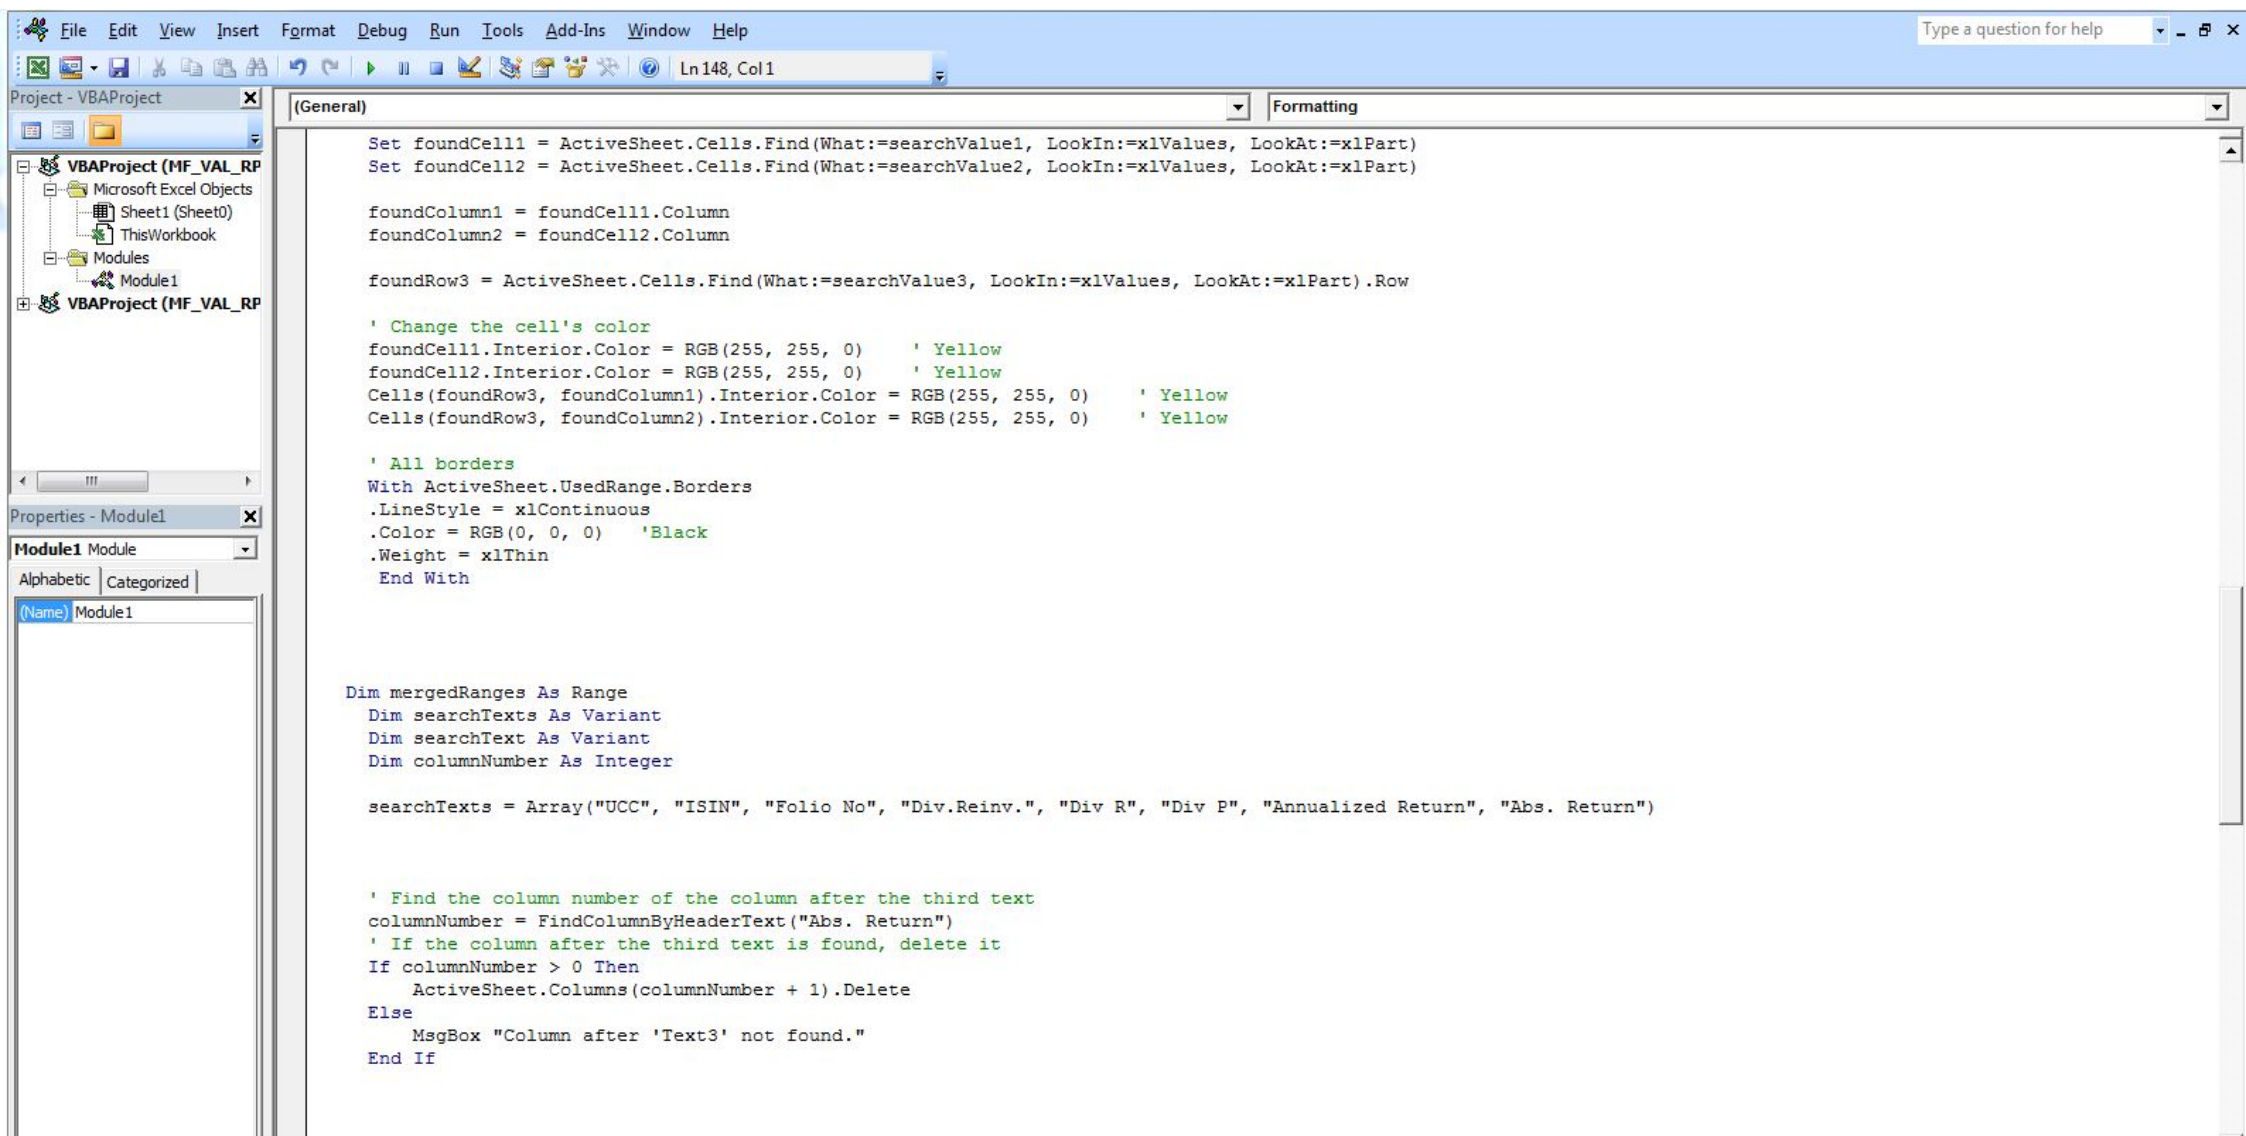 File Edit View Insert Format Debug Run Tools Add-Ins Window Help Type a question for help
Ln 148, Col 1
Project - VBAProject
(General) Formatting
VBAProject (MF_VAL_RP
Microsoft Excel Objects
Sheet1 (Sheet0)
ThisWorkbook
Modules
Module1
VBAProject (MF_VAL_RP
Properties - Module1
Module1 Module
Alphabetic Categorized
(Name) Module1
Set foundCell1 = ActiveSheet.Cells.Find(What:=searchValue1, LookIn:=xlValues, LookAt:=xlPart)
Set foundCell2 = ActiveSheet.Cells.Find(What:=searchValue2, LookIn:=xlValues, LookAt:=xlPart)
foundColumn1 = foundCell1.Column
foundColumn2 = foundCell2.Column
foundRow3 = ActiveSheet.Cells.Find(What:=searchValue3, LookIn:=xlValues, LookAt:=xlPart).Row
' Change the cell's color
foundCell1.Interior.Color = RGB(255, 255, 0) ' Yellow
foundCell2.Interior.Color = RGB(255, 255, 0) ' Yellow
Cells(foundRow3, foundColumn1).Interior.Color = RGB(255, 255, 0) ' Yellow
Cells(foundRow3, foundColumn2).Interior.Color = RGB(255, 255, 0) ' Yellow
' All borders
With ActiveSheet.UsedRange.Borders
.LineStyle = xlContinuous
.Color = RGB(0, 0, 0) 'Black
.Weight = xlThin
End With
Dim mergedRanges As Range
Dim searchTexts As Variant
Dim searchText As Variant
Dim columnNumber As Integer
searchTexts = Array("UCC", "ISIN", "Folio No", "Div.Reinv.", "Div R", "Div P", "Annualized Return", "Abs. Return")
' Find the column number of the column after the third text
columnNumber = FindColumnByHeaderText("Abs. Return")
' If the column after the third text is found, delete it
If columnNumber > 0 Then
ActiveSheet.Columns(columnNumber + 1).Delete
Else
MsgBox "Column after 'Text3' not found."
End If